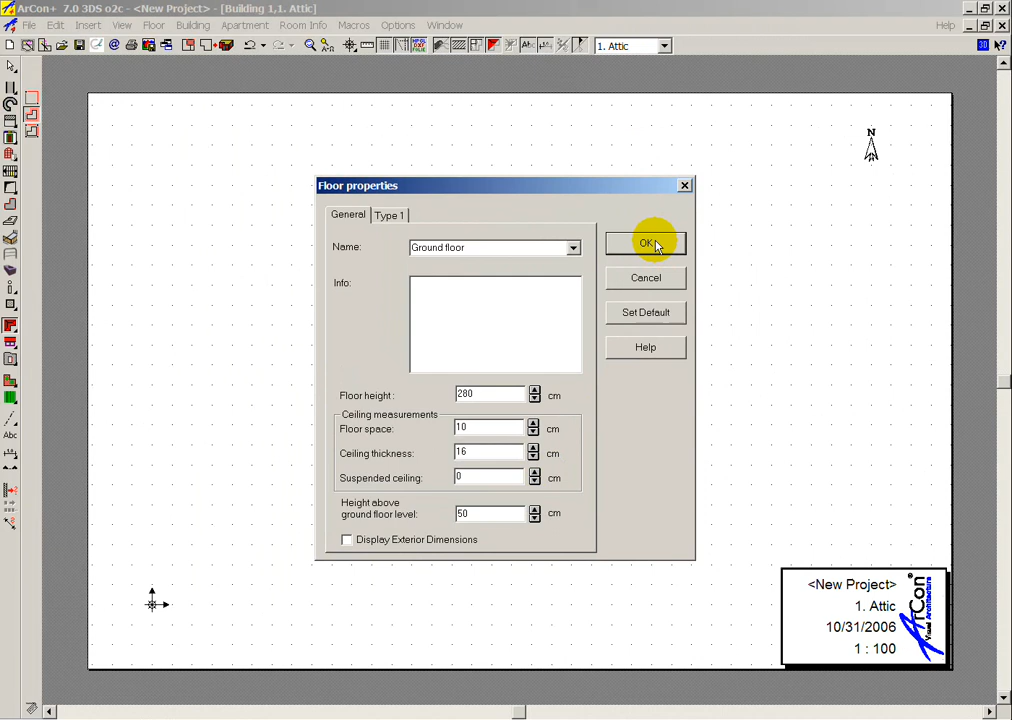 ArCon+ 7.0 3DS o2c - <New Project> - [Building 1,1. Attic]
File Edit Insert View Floor Building Apartment Room Info Macros Options Window Help
Abc 1. Attic 3D
N
Floor properties
General Type 1
Name: Ground floor
OK
Info:
Cancel
Set Default
Help
Floor height: 280 cm
Ceiling measurements
Floor space: 10 cm
Ceiling thickness: 16 cm
Suspended ceiling: 0 cm
Height above
ground floor level: 50 cm
Display Exterior Dimensions
Abc
<New Project>
1. Attic
10/31/2006
1 : 100
ArCon
Visual Architecture